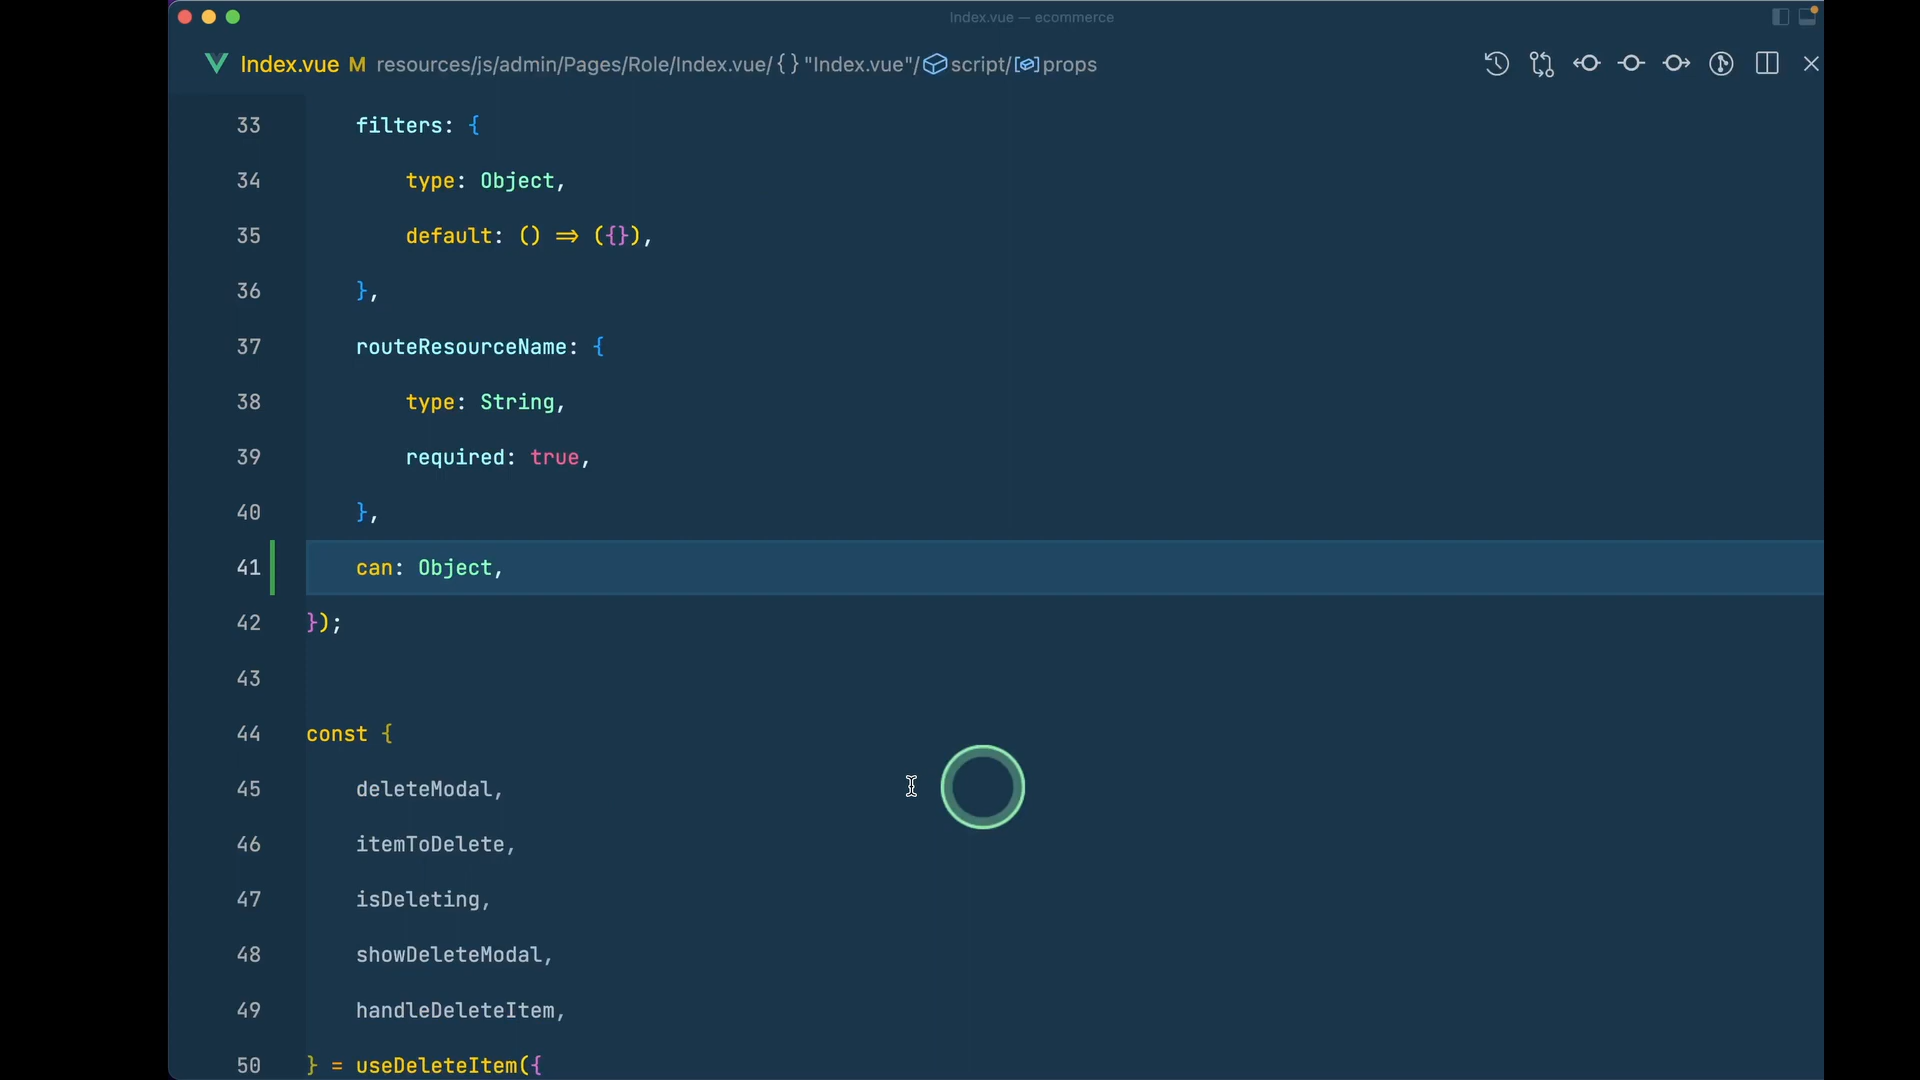 Index.vue — ecommerce
Index.vue M resources/js/admin/Pages/Role/Index.vue/{} "Index.vue"/script/props
33 filters: {
34 type: Object,
35 default: () => ({}),
36 },
37 routeResourceName: {
38 type: String,
39 required: true,
40 },
41 can: Object,
42 });
43
44 const {
45 deleteModal,
46 itemToDelete,
47 isDeleting,
48 showDeleteModal,
49 handleDeleteItem,
50 } = useDeleteItem({